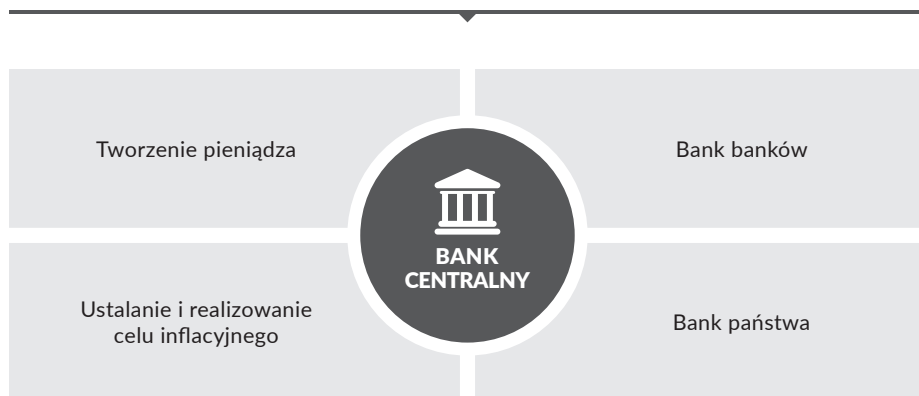 Tworzenie pieniądza
Bank banków
BANK
CENTRALNY
Ustalanie i realizowanie
celu inflacyjnego
Bank państwa